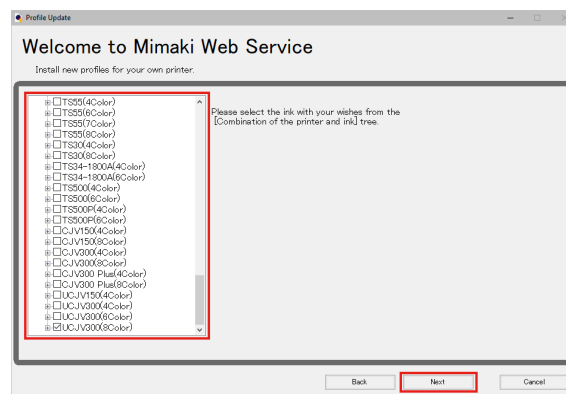 Profile Update
Welcome to Mimaki Web Service
Install new profiles for your own printer.
TS55(4Color)
TS55(6Color)
TS55(7Color)
TS55(8Color)
TS30(4Color)
TS30(8Color)
TS34-1800A(4Color)
TS34-1800A(6Color)
TS500(4Color)
TS500(6Color)
TS500P(4Color)
TS500P(6Color)
CJV150(4Color)
CJV150(8Color)
CJV300(4Color)
CJV300(8Color)
CJV300 Plus(4Color)
CJV300 Plus(8Color)
UCJV150(4Color)
UCJV300(4Color)
UCJV300(6Color)
UCJV300(8Color)
Please select the ink with your wishes from the
[Combination of the printer and ink] tree.
Back
Next
Cancel